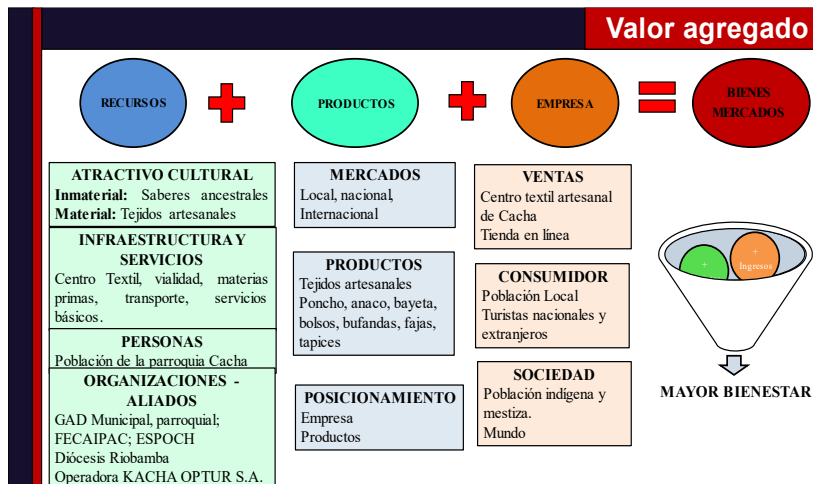 Valor agregado
RECURSOS
PRODUCTOS
EMPRESA
BIENES
MERCADOS
ATRACTIVO CULTURAL
Inmaterial: Saberes ancestrales
Material: Tejidos artesanales
INFRAESTRUCTURA Y
SERVICIOS
Centro Textil, vialidad, materias
primas, transporte, servicios
básicos.
PERSONAS
Población de la parroquia Cacha
ORGANIZACIONES -
ALIADOS
GAD Municipal, parroquial;
FECAIPAC; ESPOCH
Diócesis Riobamba
Operadora KACHA OPTUR S.A.
MERCADOS
Local, nacional,
Internacional
PRODUCTOS
Tejidos artesanales
Poncho, anaco, bayeta,
bolsos, bufandas, fajas,
tapices
POSICIONAMIENTO
Empresa
Productos
VENTAS
Centro textil artesanal
de Cacha
Tienda en línea
CONSUMIDOR
Población Local
Turistas nacionales y
extranjeros
SOCIEDAD
Población indígena y
mestiza.
Mundo
+
+
Ingresos
MAYOR BIENESTAR